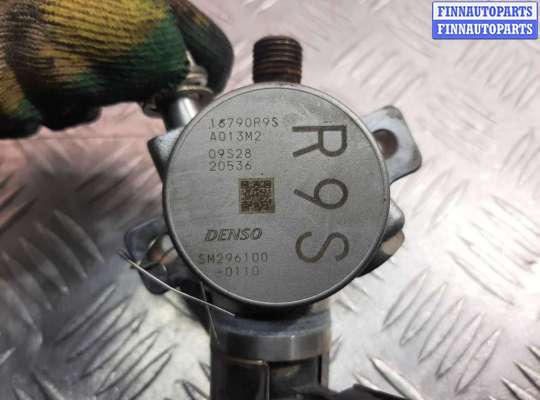 FINNAUTOPARTS
FINNAUTOPARTS
16790R9S
A013M2
09S28
20536
R9S
DENSO
SM296100
-0110